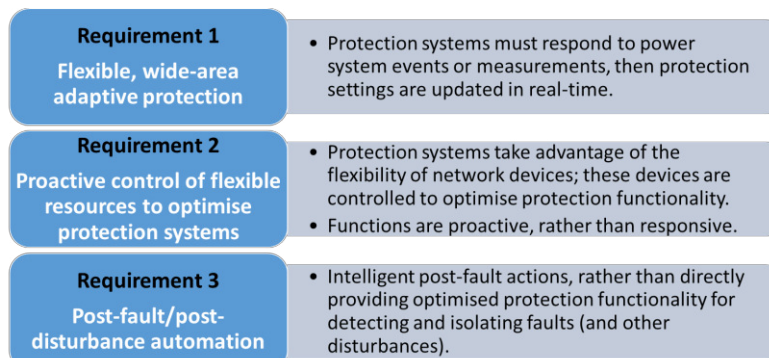 Requirement 1
Flexible, wide-area
adaptive protection
• Protection systems must respond to power
system events or measurements, then protection
settings are updated in real-time.
Requirement 2
Proactive control of flexible
resources to optimise
protection systems
• Protection systems take advantage of the
flexibility of network devices; these devices are
controlled to optimise protection functionality.
• Functions are proactive, rather than responsive.
Requirement 3
Post-fault/post-
disturbance automation
• Intelligent post-fault actions, rather than directly
providing optimised protection functionality for
detecting and isolating faults (and other
disturbances).